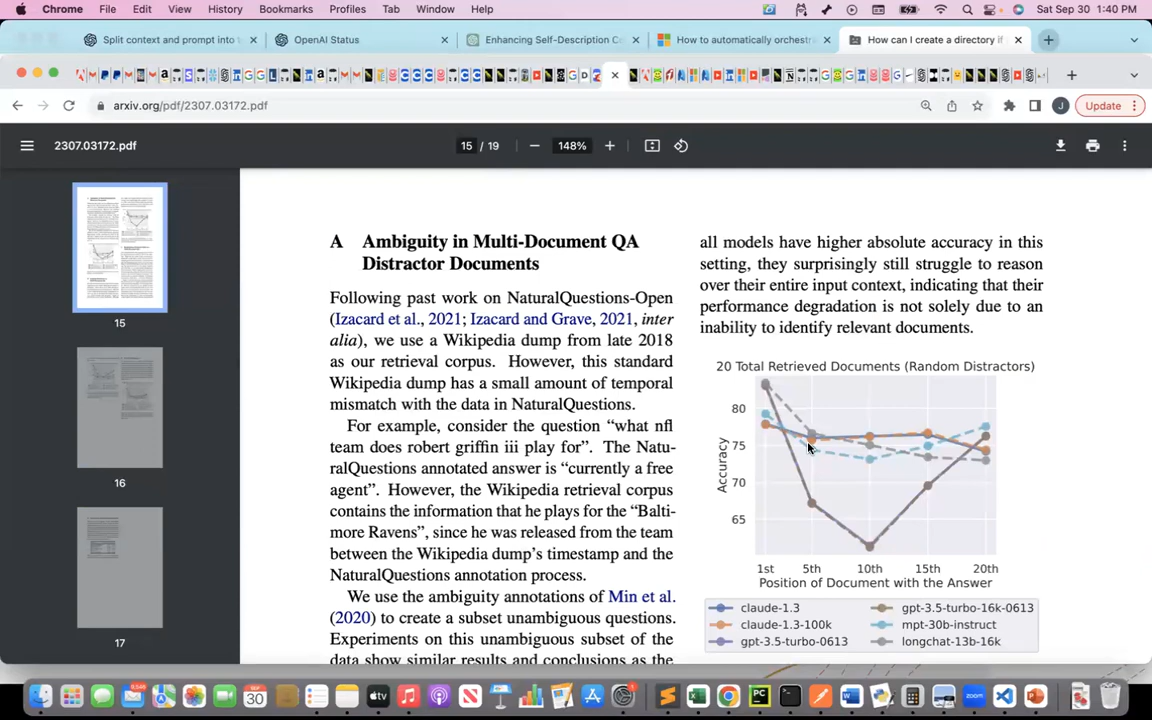 Chrome File Edit View History Bookmarks Profiles Tab Window Help Sat Sep 30 1:40 PM
Split context and prompt into t
OpenAI Status
Enhancing Self-Description Co
How to automatically orchestr
How can I create a directory if
arxiv.org/pdf/2307.03172.pdf
J
Update
2307.03172.pdf
15 / 19
148%
15
16
17
A Ambiguity in Multi-Document QA
Distractor Documents
Following past work on NaturalQuestions-Open
(Izacard et al., 2021; Izacard and Grave, 2021, inter
alia), we use a Wikipedia dump from late 2018
as our retrieval corpus. However, this standard
Wikipedia dump has a small amount of temporal
mismatch with the data in NaturalQuestions.
For example, consider the question “what nfl
team does robert griffin iii play for”. The Natu-
ralQuestions annotated answer is “currently a free
agent”. However, the Wikipedia retrieval corpus
contains the information that he plays for the “Balti-
more Ravens”, since he was released from the team
between the Wikipedia dump’s timestamp and the
NaturalQuestions annotation process.
We use the ambiguity annotations of Min et al.
(2020) to create a subset unambiguous questions.
Experiments on this unambiguous subset of the
data show similar results and conclusions as the
all models have higher absolute accuracy in this
setting, they surprisingly still struggle to reason
over their entire input context, indicating that their
performance degradation is not solely due to an
inability to identify relevant documents.
20 Total Retrieved Documents (Random Distractors)
80
75
70
65
Accuracy
1st 5th 10th 15th 20th
Position of Document with the Answer
claude-1.3
claude-1.3-100k
gpt-3.5-turbo-0613
gpt-3.5-turbo-16k-0613
mpt-30b-instruct
longchat-13b-16k
SEP
30
tv
PC
zoom